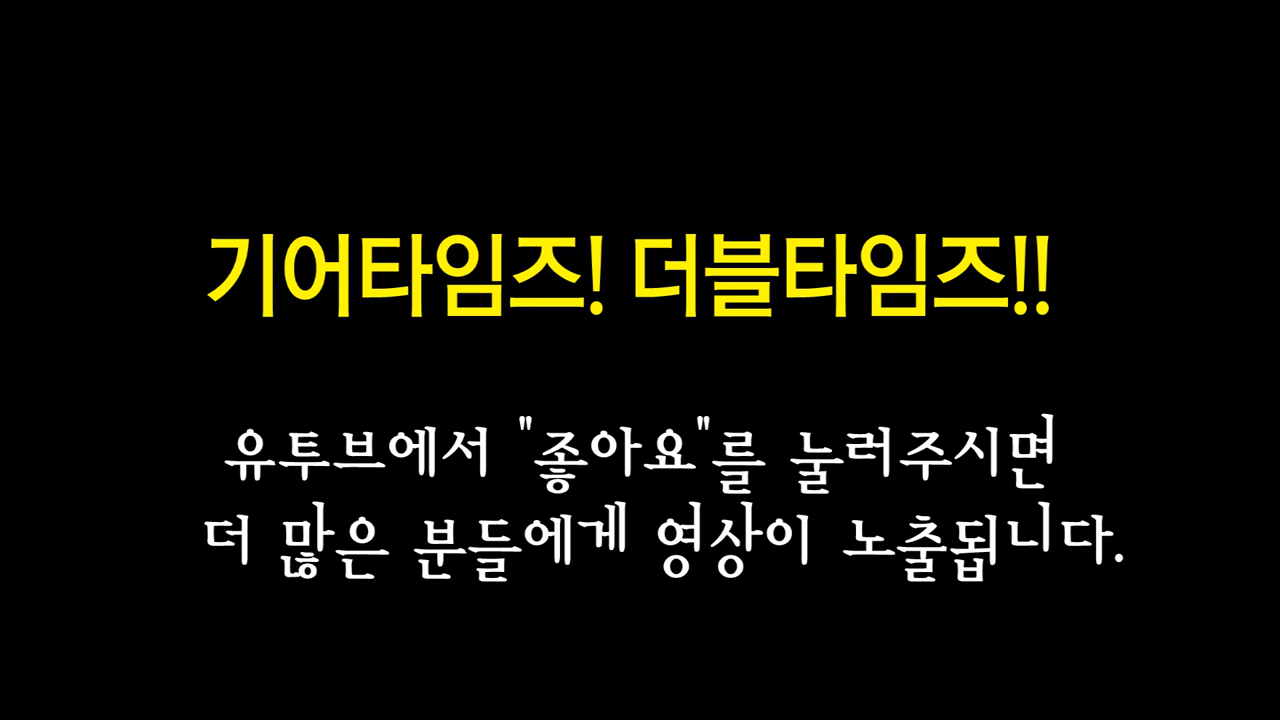 기어타임즈! 더블타임즈!!
유투브에서 "좋아요"를 눌러주시면
더 많은 분들에게 영상이 노출됩니다.